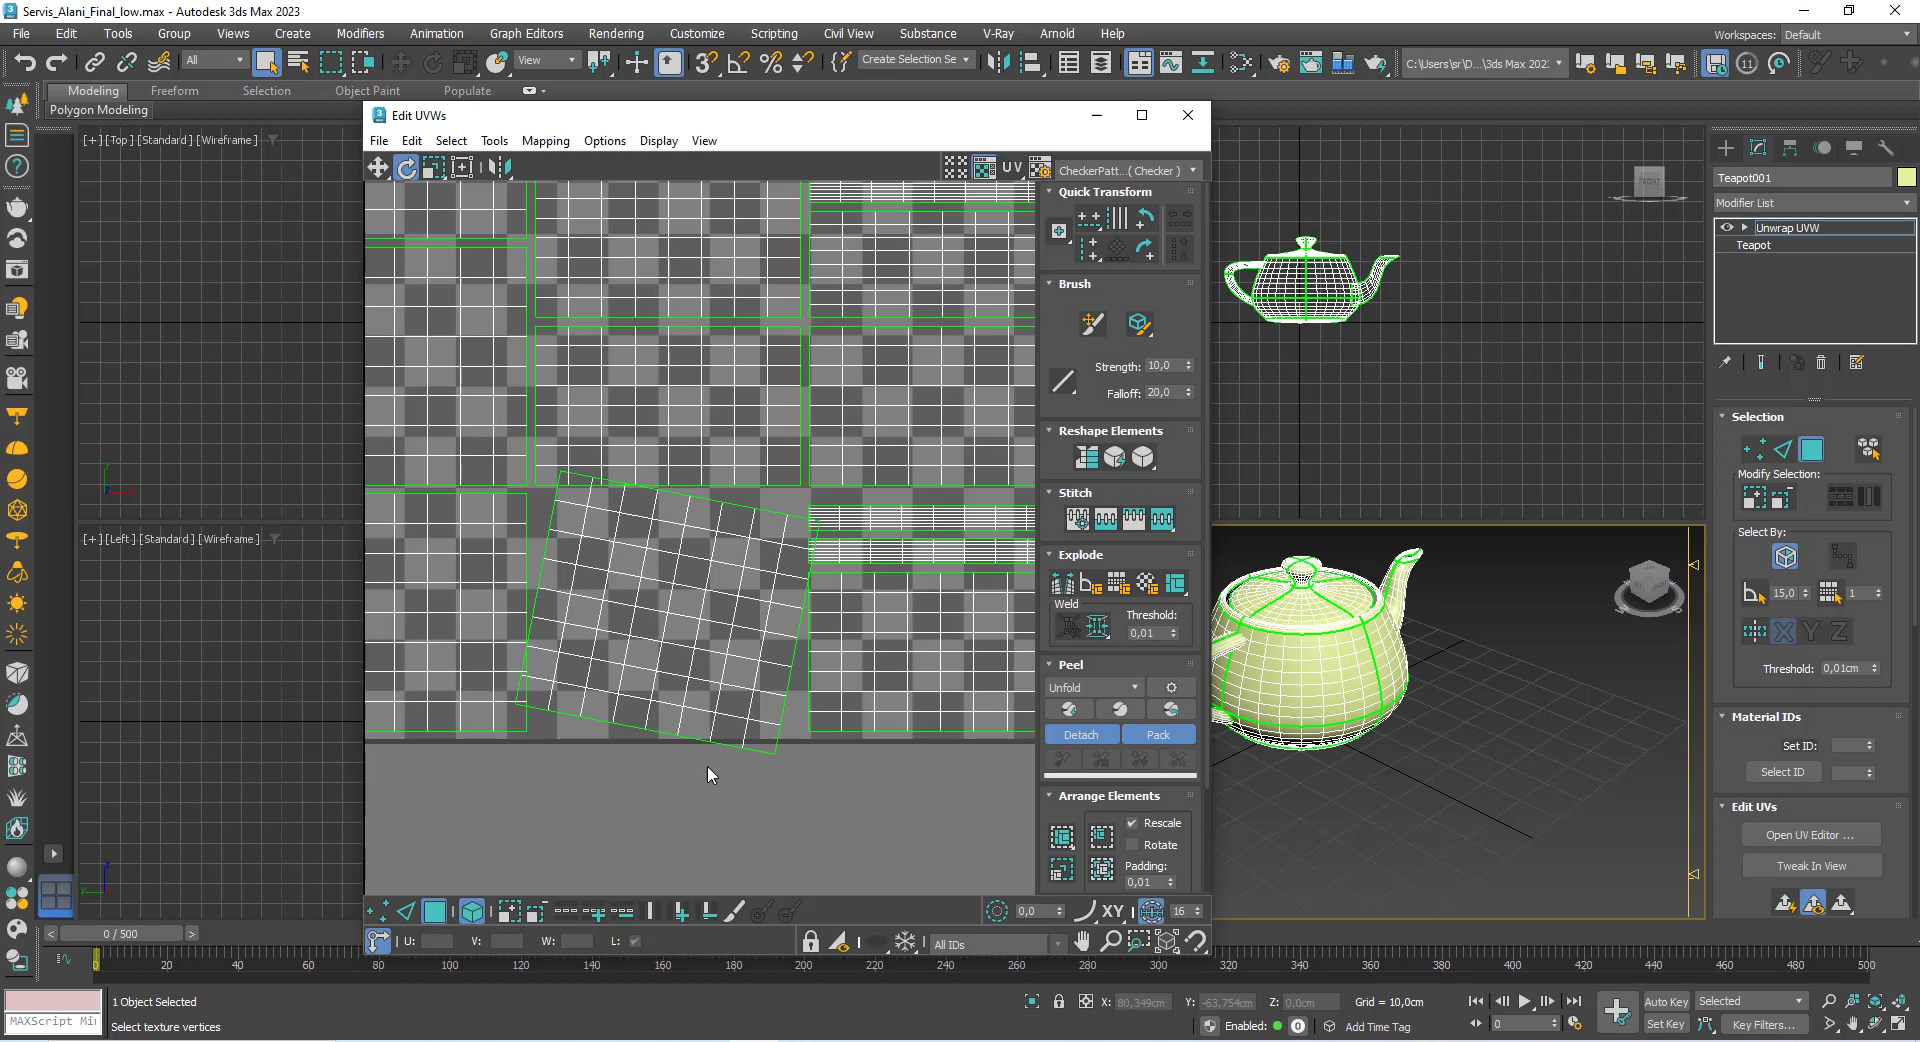 Servis_Alani_Final_low.max - Autodesk 3ds Max 2023
File Edit Tools Group Views Create Modifiers Animation Graph Editors Rendering Customize Scripting Civil View Substance V-Ray Arnold Help
Workspaces: Default
All View Create Selection Se C:\Users\sr\D...\3ds Max 202: 11
Modeling Freeform Selection Object Paint Populate
Polygon Modeling
[+] [Top] [Standard] [Wireframe]
[+] [Left] [Standard] [Wireframe]
Edit UVWs
File Edit Select Tools Mapping Options Display View
UV CheckerPatt...( Checker )
Quick Transform
Brush
Strength: 10,0
Falloff: 20,0
Reshape Elements
Stitch
Explode
Weld Threshold:
0,01
Peel
Unfold
Detach Pack
Arrange Elements
Rescale
Rotate
Padding:
0,01
0,0 XY 16
U: V: W: L: All IDs
FRONT
Teapot001
Modifier List
Unwrap UVW
Teapot
Selection
Modify Selection:
Select By:
15,0 1
X Y Z
Threshold: 0,01cm
Material IDs
Set ID:
Select ID
Edit UVs
Open UV Editor ...
Tweak In View
< 0 / 500 >
0 20 40 60 80 100 120 140 160 180 200 220 240 260 280 300 320 340 360 380 400 420 440 460 480 500
1 Object Selected
X: 80,349cm Y: -63,754cm Z: 0,0cm Grid = 10,0cm
Auto Key Selected
MAXScript Mi
Select texture vertices
Enabled: 0 Add Time Tag
0 Set Key Key Filters...